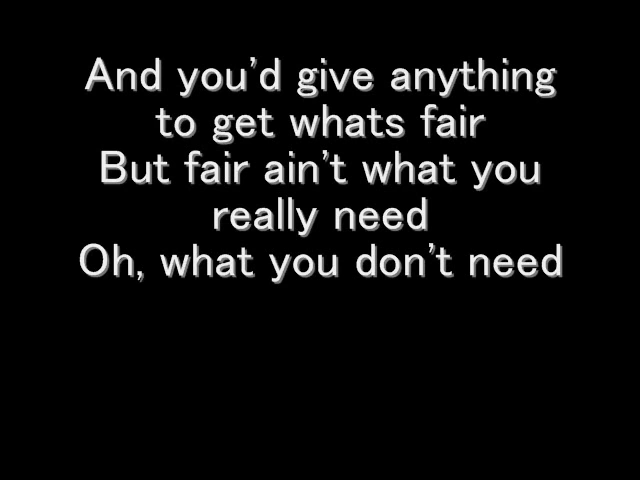 And you'd give anything
to get whats fair
But fair ain't what you
really need
Oh, what you don't need